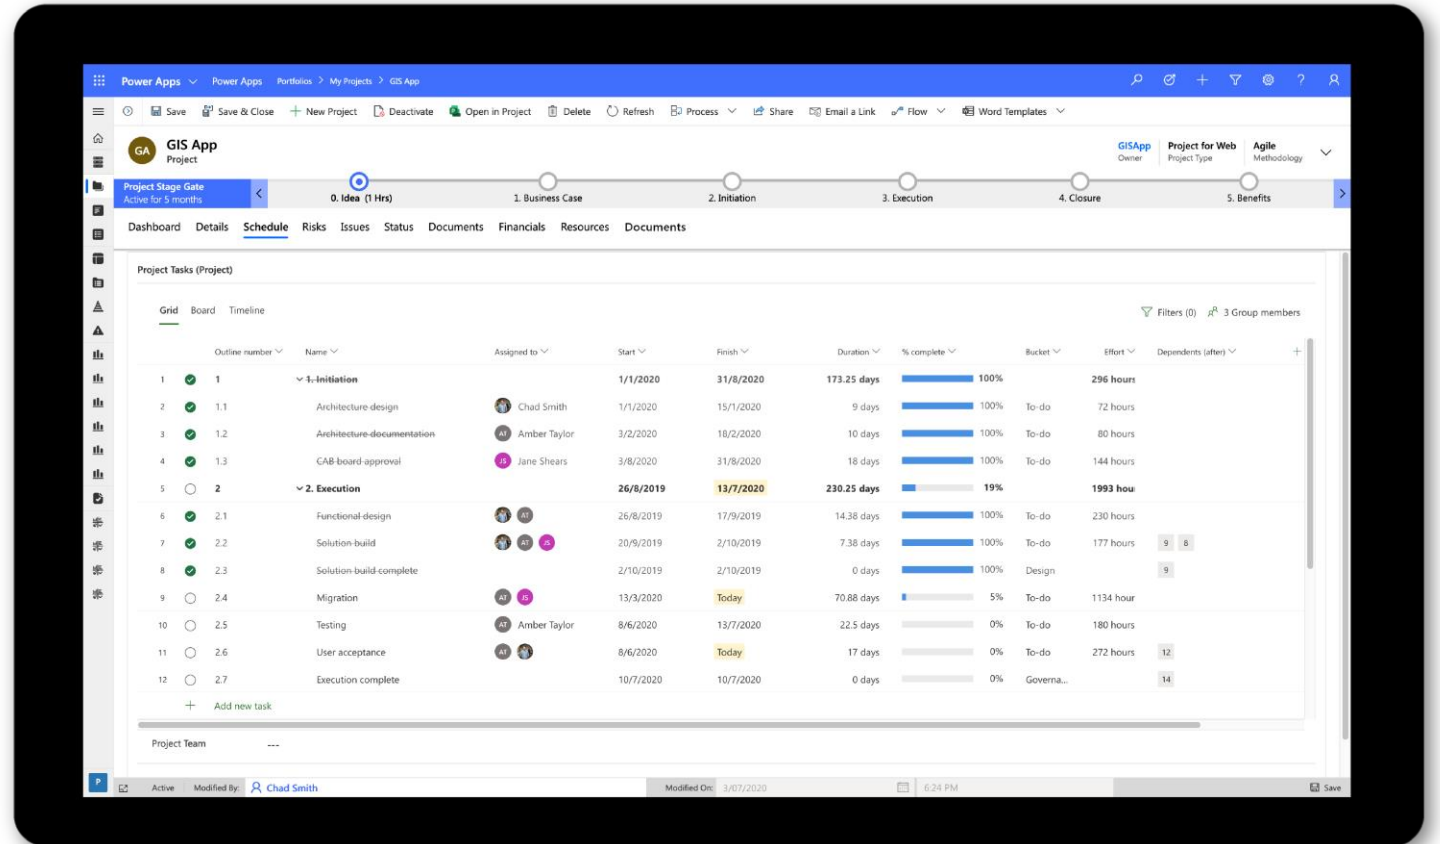 Power Apps Power Apps Portfolios > My Projects > GIS App
Save Save & Close New Project Deactivate Open in Project Delete Refresh Process Share Email a Link Flow Word Templates
GA GIS App
Project
GISApp Project for Web Agile
Owner Project Type Methodology
Project Stage Gate
Active for 5 months
0. Idea (1 Hrs) 1. Business Case 2. Initiation 3. Execution 4. Closure 5. Benefits
Dashboard Details Schedule Risks Issues Status Documents Financials Resources Documents
Project Tasks (Project)
Grid Board Timeline Filters (0) 3 Group members
Outline number Name Assigned to Start Finish Duration % complete Bucket Effort Dependents (after)
1 1 1. Initiation 1/1/2020 31/8/2020 173.25 days 100% 296 hours
2 1.1 Architecture design Chad Smith 1/1/2020 15/1/2020 9 days 100% To-do 72 hours
3 1.2 Architecture documentation AT Amber Taylor 3/2/2020 18/2/2020 10 days 100% To-do 80 hours
4 1.3 CAB board approval JS Jane Shears 3/8/2020 31/8/2020 18 days 100% To-do 144 hours
5 2 2. Execution 26/8/2019 13/7/2020 230.25 days 19% 1993 hou
6 2.1 Functional design AT 26/8/2019 17/9/2019 14.38 days 100% To-do 230 hours
7 2.2 Solution build AT JS 20/9/2019 2/10/2019 7.38 days 100% To-do 177 hours 9 8
8 2.3 Solution build complete 2/10/2019 2/10/2019 0 days 100% Design 9
9 2.4 Migration AT JS 13/3/2020 Today 70.88 days 5% To-do 1134 hour
10 2.5 Testing AT Amber Taylor 8/6/2020 13/7/2020 22.5 days 0% To-do 180 hours
11 2.6 User acceptance AT 8/6/2020 Today 17 days 0% To-do 272 hours 12
12 2.7 Execution complete 10/7/2020 10/7/2020 0 days 0% Governa... 14
Add new task
Project Team ---
P Active Modified By: Chad Smith Modified On: 3/07/2020 6:24 PM Save